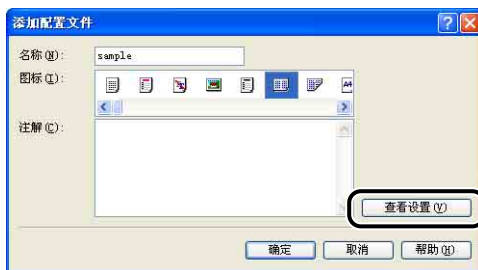 添加配置文件
名称(N):
sample
图标(I):
A4
注解(C):
查看设置(V)
确定
取消
帮助(H)